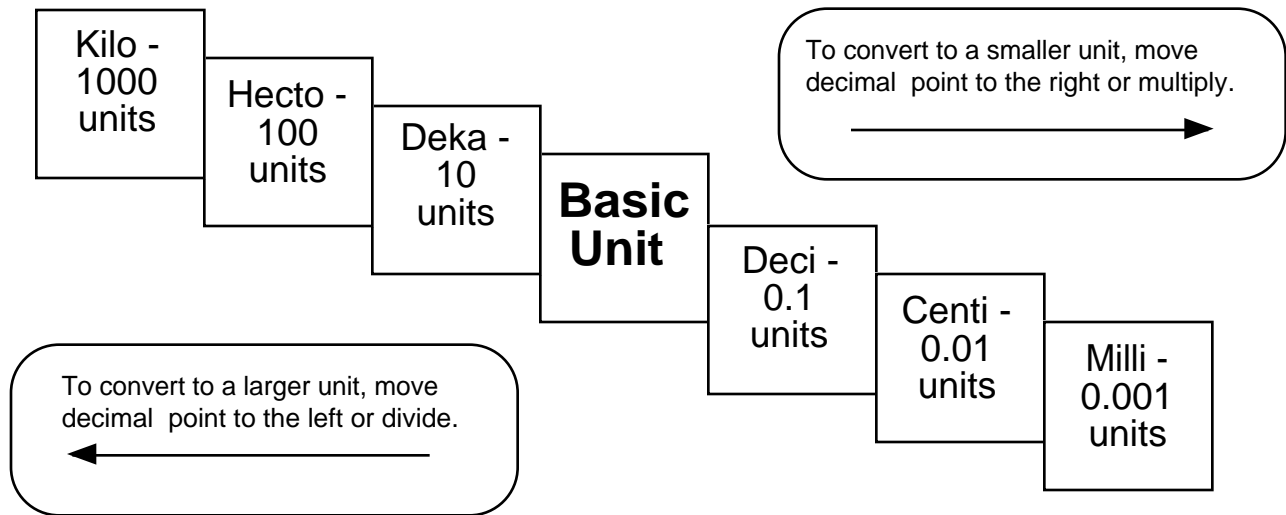 Kilo -
1000
units
Hecto -
100
units
Deka -
10
units
Basic
Unit
Deci -
0.1
units
Centi -
0.01
units
Milli -
0.001
units
To convert to a smaller unit, move
decimal  point to the right or multiply.
To convert to a larger unit, move
decimal  point to the left or divide.